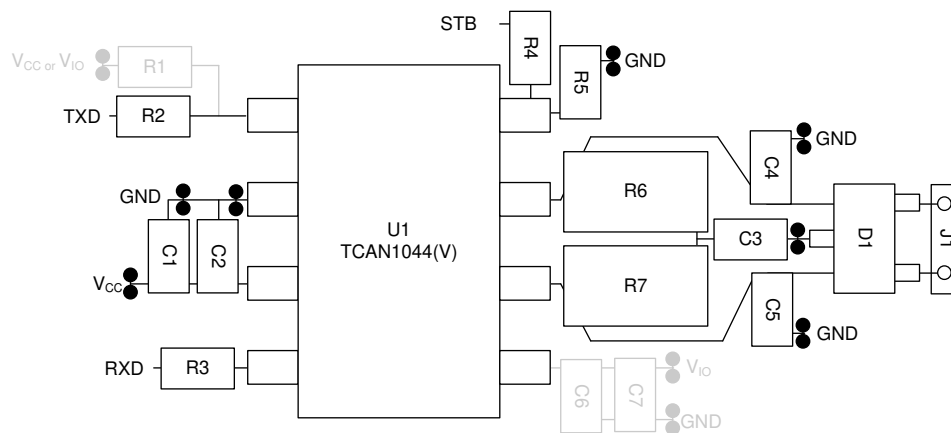 STB
R4
R5
GND
VCC or VIO
R1
TXD
R2
C4
GND
GND
R6
C1
C2
U1
TCAN1044(V)
C3
D1
J1
R7
VCC
C5
GND
RXD
R3
C6
C7
VIO
GND